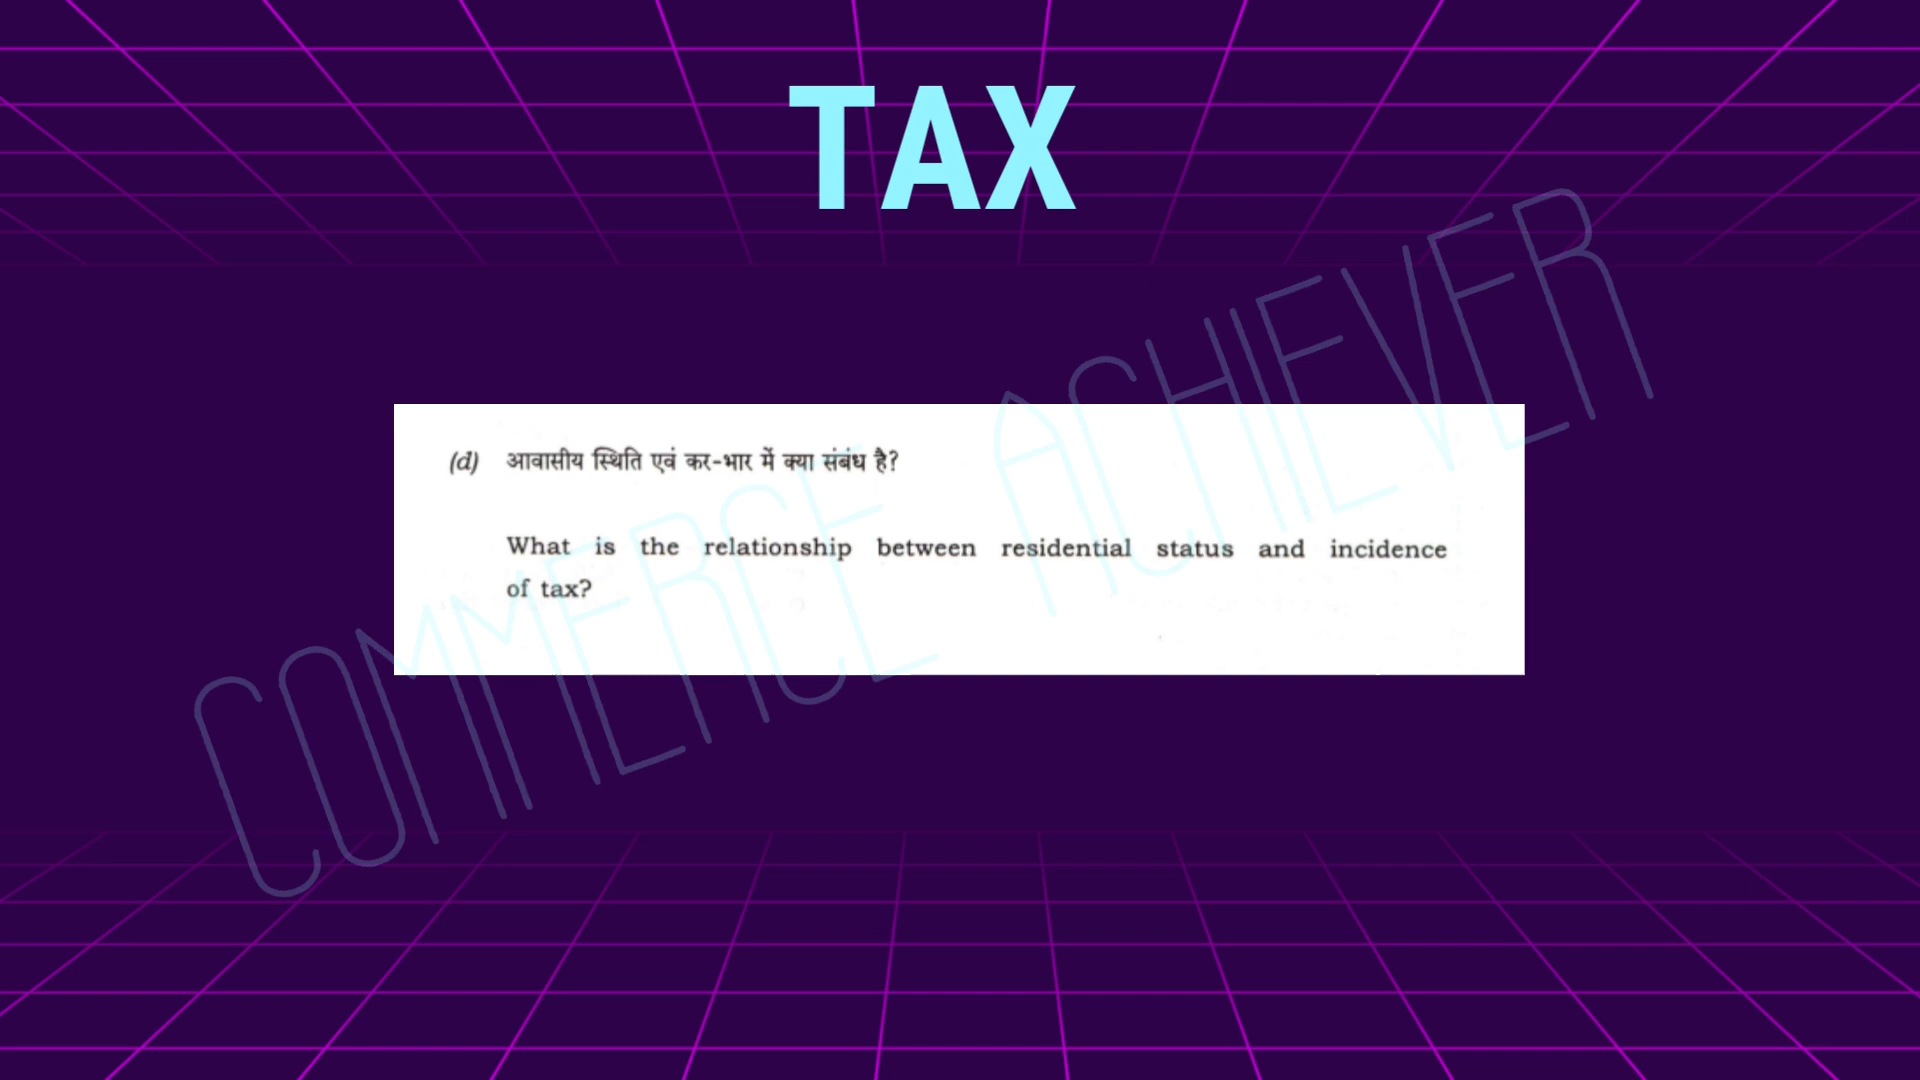 TAX
(d) आवासीय स्थिति एवं कर-भार में क्या संबंध है?
What is the relationship between residential status and incidence
of tax?
COMMERCE ACHIEVER